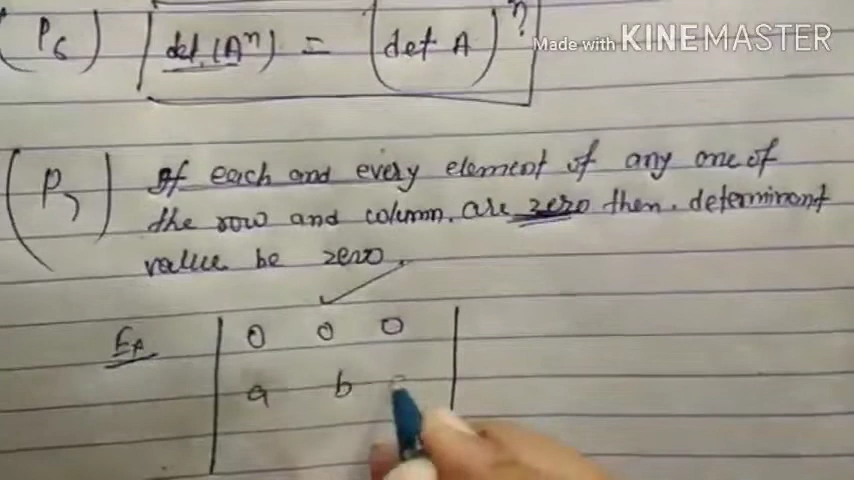 (P6) det.(Aⁿ) = (det A)ⁿ
Made with KINEMASTER
(P7) If each and every element of any one of
the row and column. are zero then. determinant
value be zero.
0 0 0
a b